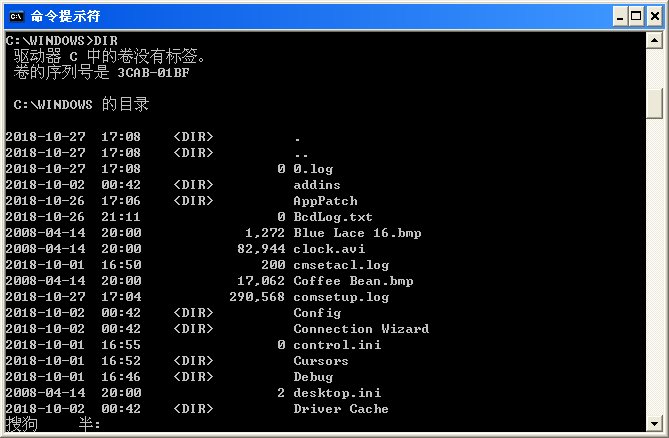 命令提示符
C:\WINDOWS>DIR
驱动器 C 中的卷没有标签。
卷的序列号是 3CAB-01BF
C:\WINDOWS 的目录
2018-10-27  17:08    <DIR>          .
2018-10-27  17:08    <DIR>          ..
2018-10-27  17:08                 0 0.log
2018-10-02  00:42    <DIR>          addins
2018-10-26  17:06    <DIR>          AppPatch
2018-10-26  21:11                 0 BcdLog.txt
2008-04-14  20:00             1,272 Blue Lace 16.bmp
2008-04-14  20:00            82,944 clock.avi
2018-10-01  16:50               200 cmsetacl.log
2008-04-14  20:00            17,062 Coffee Bean.bmp
2018-10-27  17:04           290,568 comsetup.log
2018-10-02  00:42    <DIR>          Config
2018-10-02  00:42    <DIR>          Connection Wizard
2018-10-01  16:55                 0 control.ini
2018-10-01  16:52    <DIR>          Cursors
2018-10-01  16:46    <DIR>          Debug
2008-04-14  20:00                 2 desktop.ini
2018-10-02  00:42    <DIR>          Driver Cache
搜狗    半: